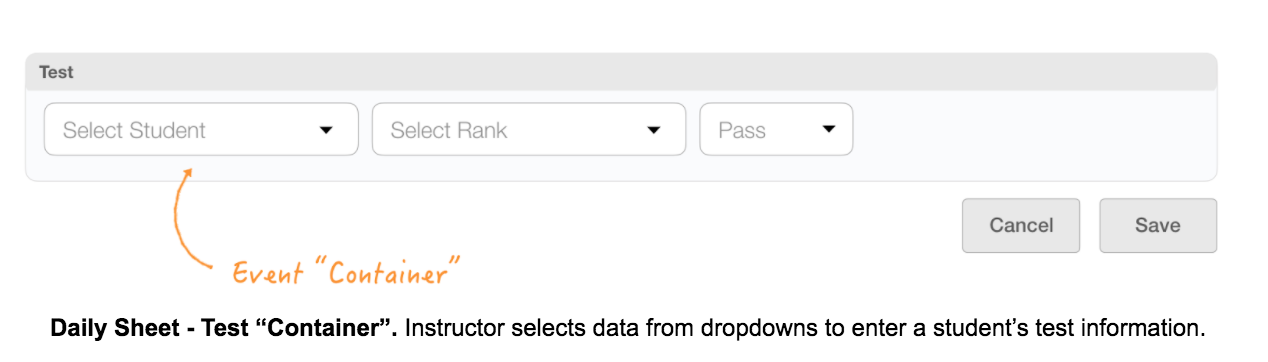 Test
Select Student Select Rank Pass
Cancel Save
Event “Container”
Daily Sheet - Test “Container”. Instructor selects data from dropdowns to enter a student’s test information.